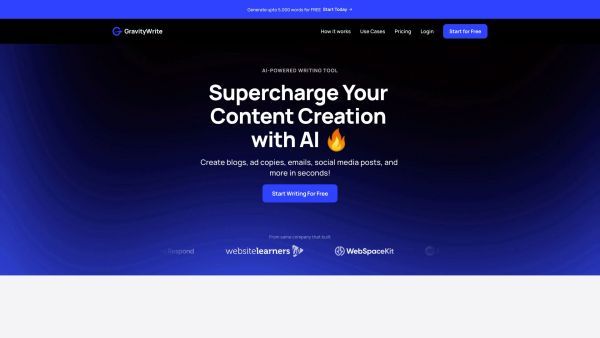 Generate upto 5,000 words for FREE Start Today →
GravityWrite
How it works Use Cases Pricing Login Start for Free
AI-POWERED WRITING TOOL
Supercharge Your
Content Creation
with AI 🔥
Create blogs, ad copies, emails, social media posts, and
more in seconds!
Start Writing For Free
From same company that built
Respond websitelearners WebSpaceKit